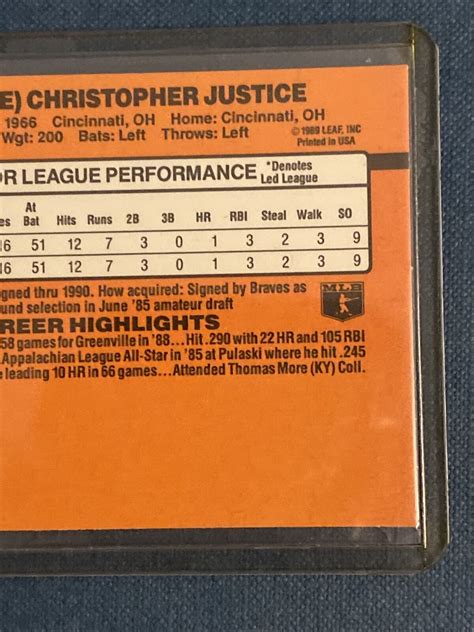 E) CHRISTOPHER JUSTICE
1966 Cincinnati, OH Home: Cincinnati, OH
Wgt: 200 Bats: Left Throws: Left
©1989 LEAF, INC
Printed in USA
OR LEAGUE PERFORMANCE
*Denotes
Led League
es At Bat Hits Runs 2B 3B HR RBI Steal Walk SO
16 51 12 7 3 0 1 3 2 3 9
16 51 12 7 3 0 1 3 2 3 9
igned thru 1990. How acquired: Signed by Braves as
ound selection in June '85 amateur draft
MLB
REER HIGHLIGHTS
58 games for Greenville in '88...Hit .290 with 22 HR and 105 RBI
Appalachian League All-Star in '85 at Pulaski where he hit .245
e leading 10 HR in 66 games...Attended Thomas More (KY) Coll.